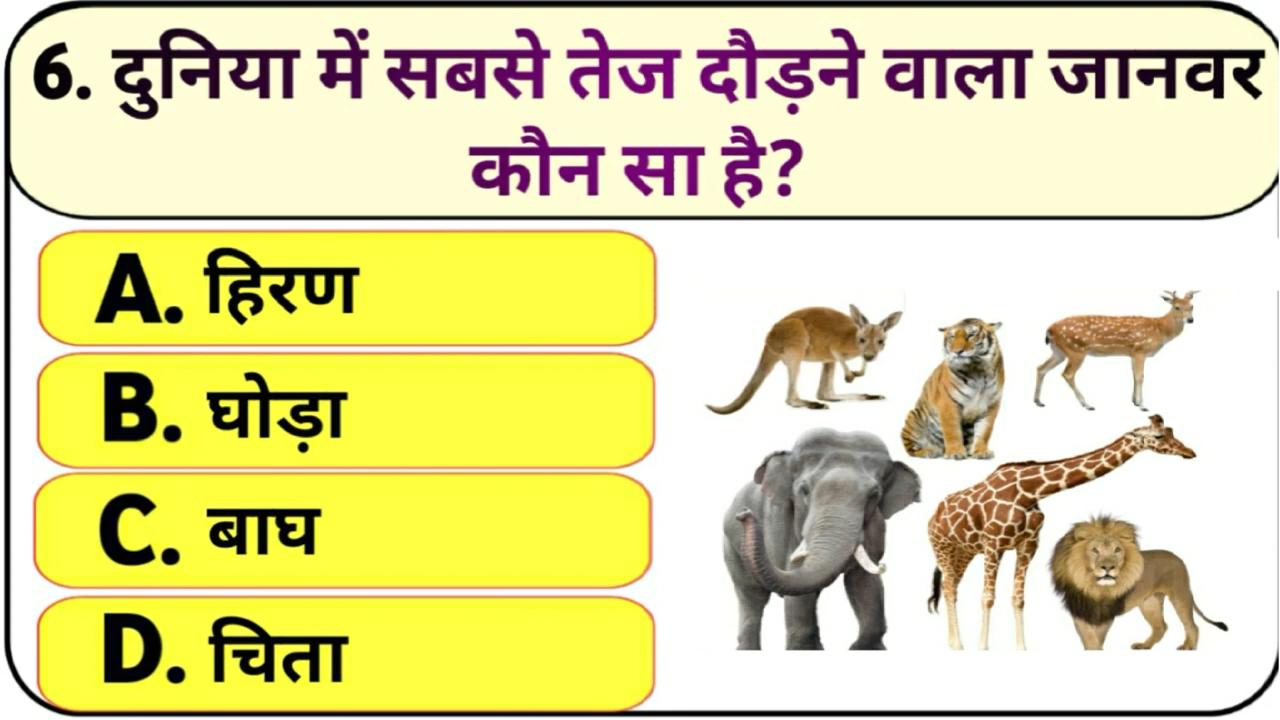 6. दुनिया में सबसे तेज दौड़ने वाला जानवर
कौन सा है?
A. हिरण
B. घोड़ा
C. बाघ
D. चिता